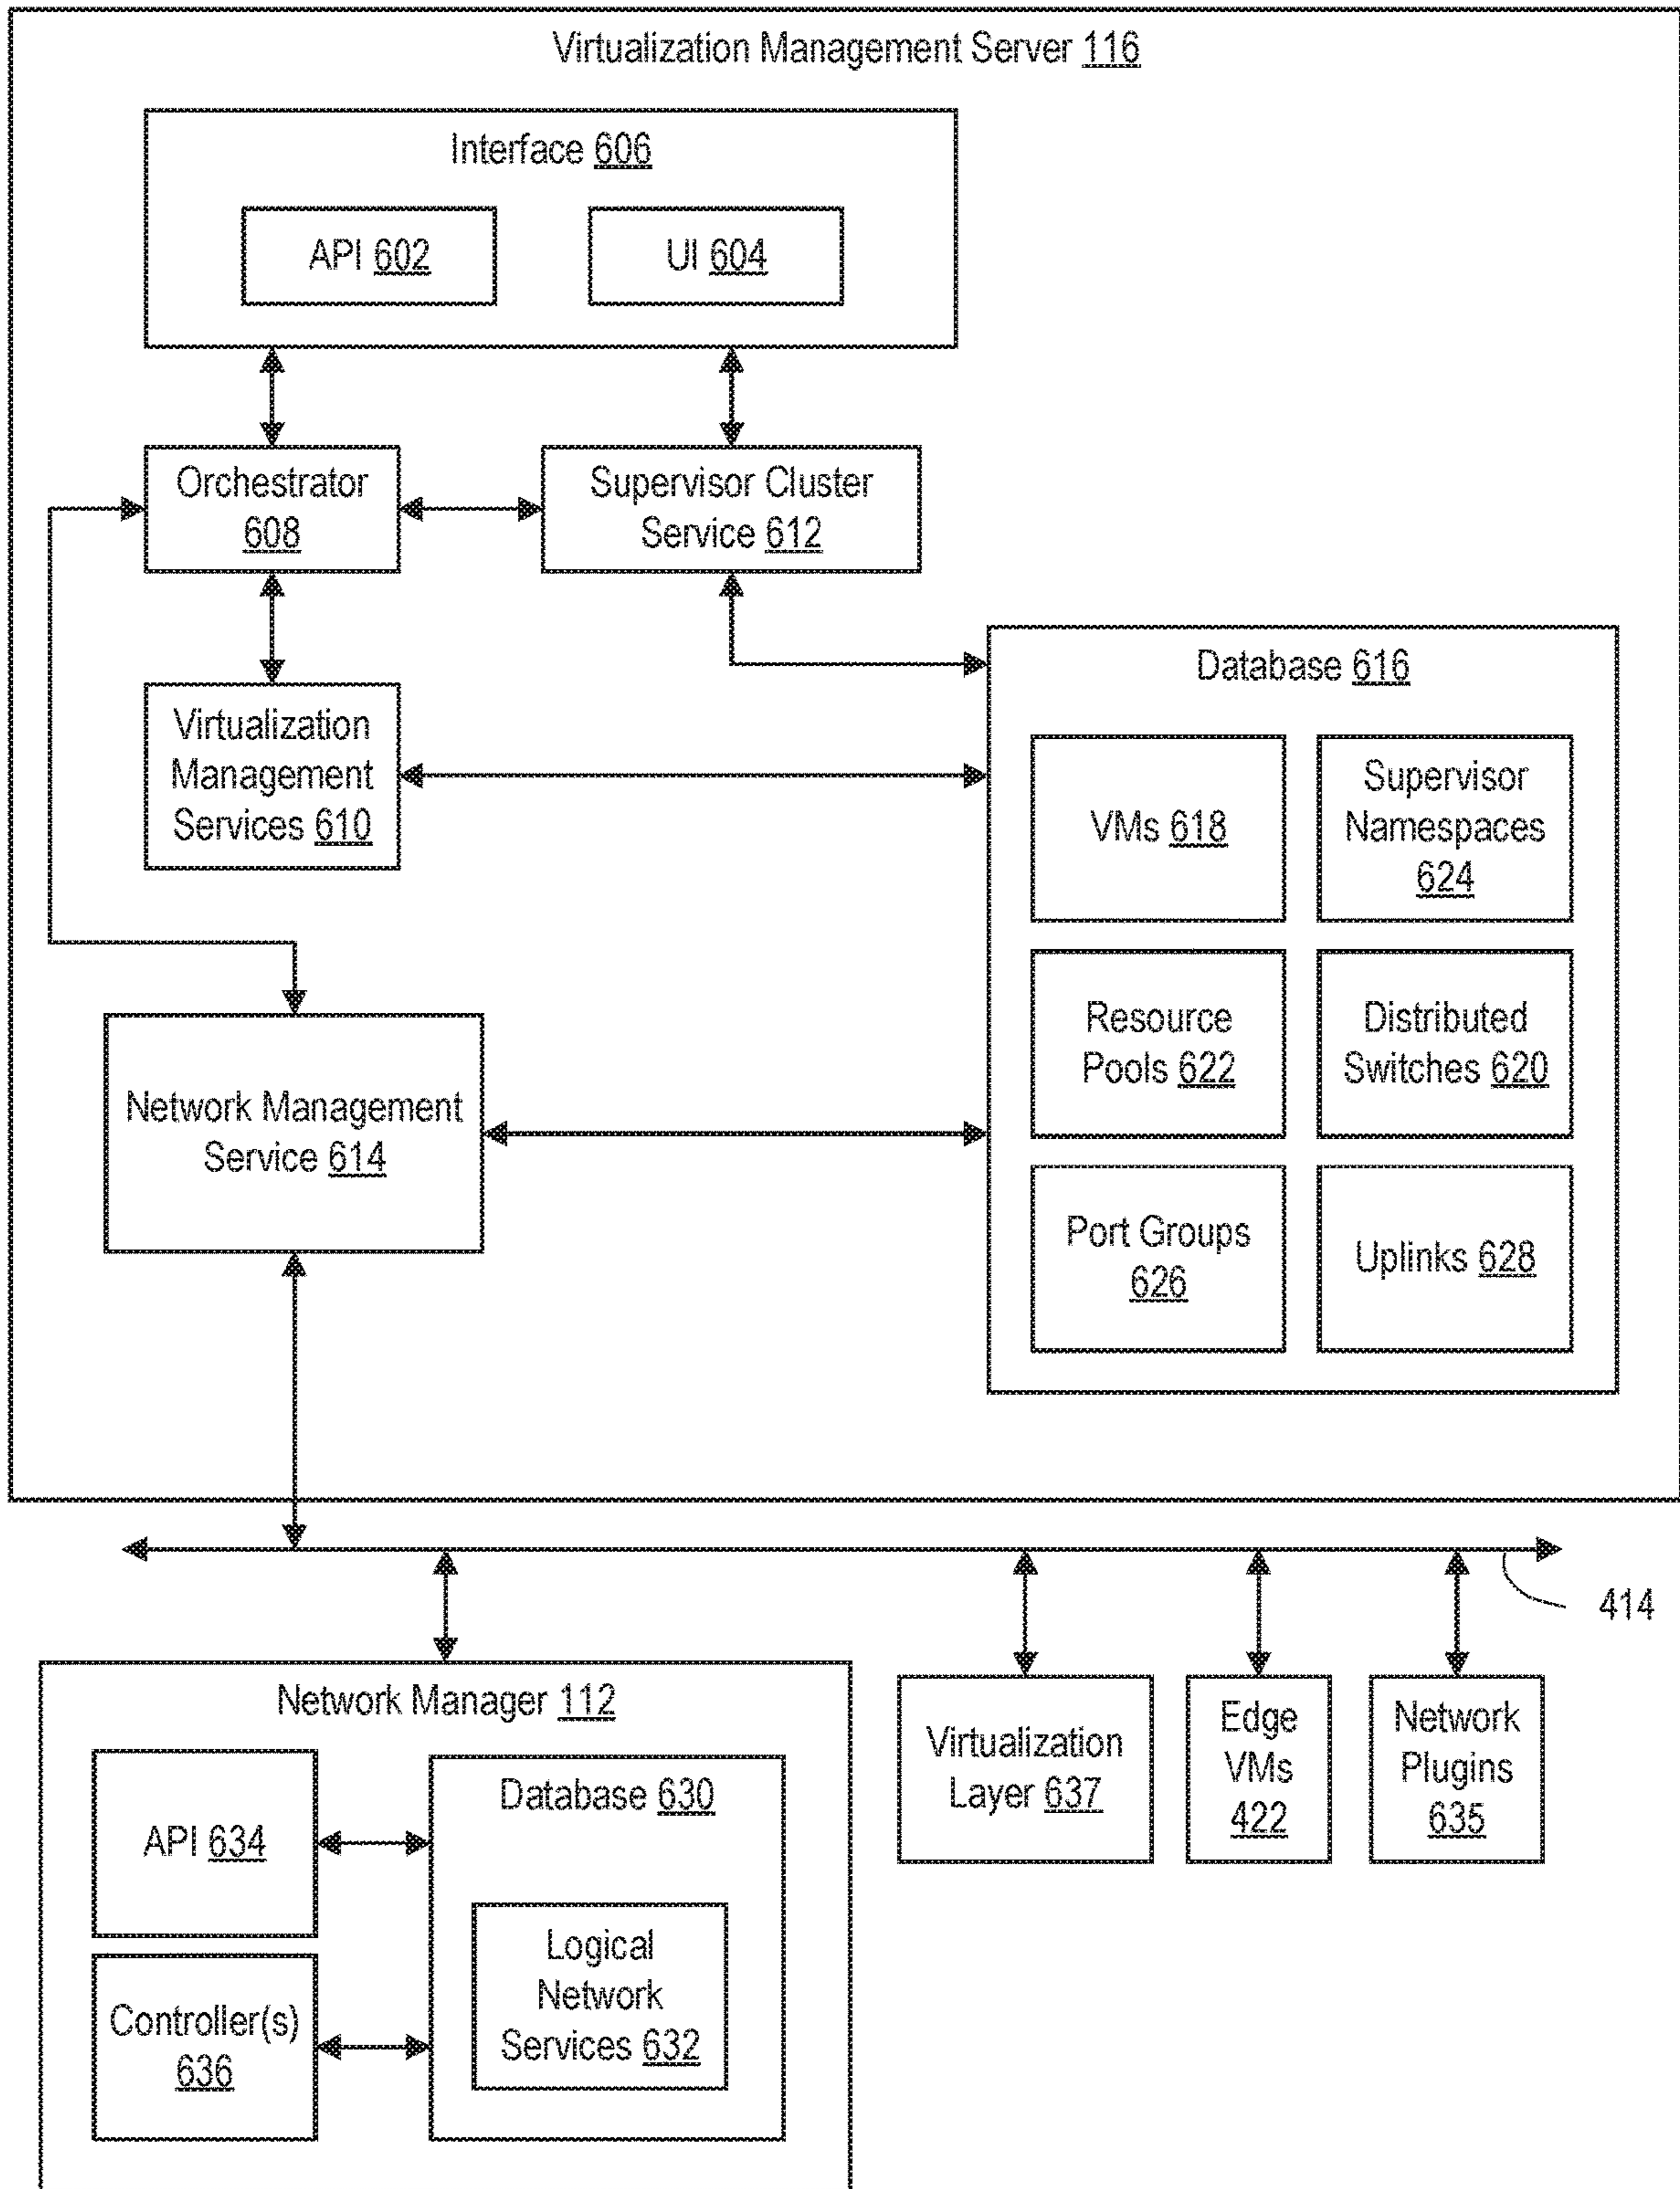 Virtualization Management Server 116
Interface 606
API 602
UI 604
Orchestrator
608
Supervisor Cluster
Service 612
Virtualization
Management
Services 610
Database 616
VMs 618
Supervisor
Namespaces
624
Resource
Pools 622
Distributed
Switches 620
Network Management
Service 614
Port Groups
626
Uplinks 628
414
Network Manager 112
API 634
Database 630
Controller(s)
636
Logical
Network
Services 632
Virtualization
Layer 637
Edge
VMs
422
Network
Plugins
635